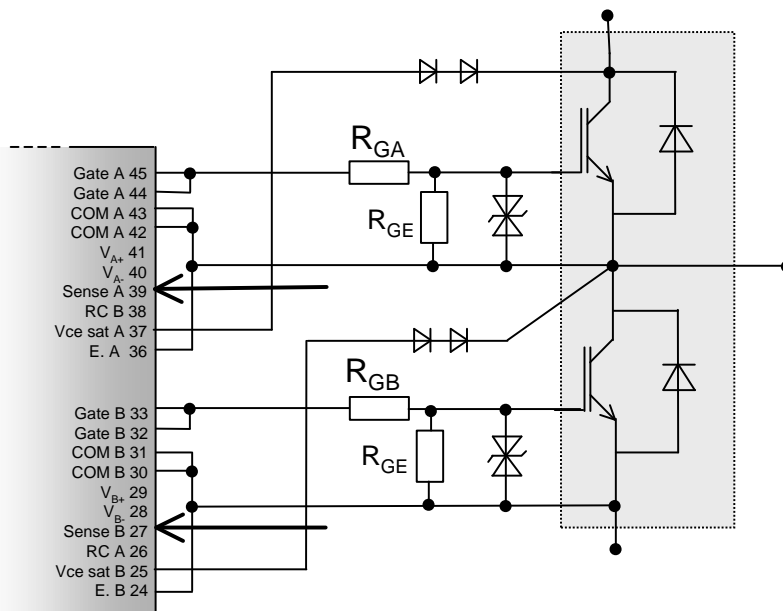 Gate A 45
Gate A 44
COM A 43
COM A 42
VA+ 41
VA- 40
Sense A 39
RC B 38
Vce sat A 37
E. A 36
RGA
RGE
Gate B 33
Gate B 32
COM B 31
COM B 30
VB+ 29
VB- 28
Sense B 27
RC A 26
Vce sat B 25
E. B 24
RGB
RGE